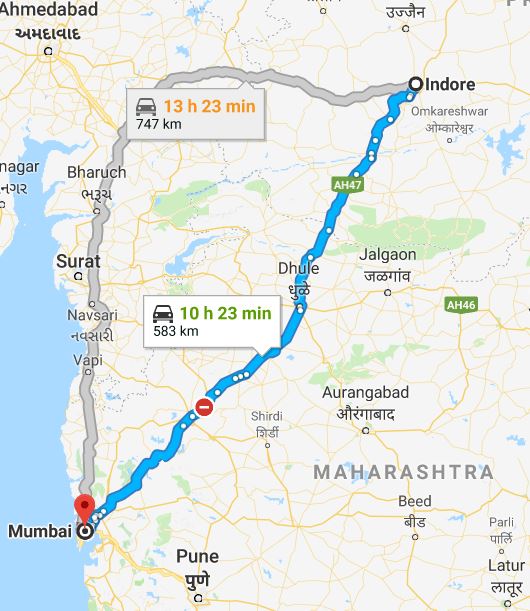 Ahmedabad
અમદાવાદ
उज्जैन
Indore
13 h 23 min
747 km
Omkareshwar
ओम्कारेश्वर
nagar
નગર
Bharuch
ભરૂચ
AH47
Surat
Dhule
धुळे
Jalgaon
जळगांव
AH46
Navsari
નવસારી
10 h 23 min
583 km
Vapi
Aurangabad
औरंगाबाद
Shirdi
शिर्डी
MAHARASHTRA
Beed
बीड
Mumbai
Parli
पार्लि
Pune
पुणे
Latur
लातूर